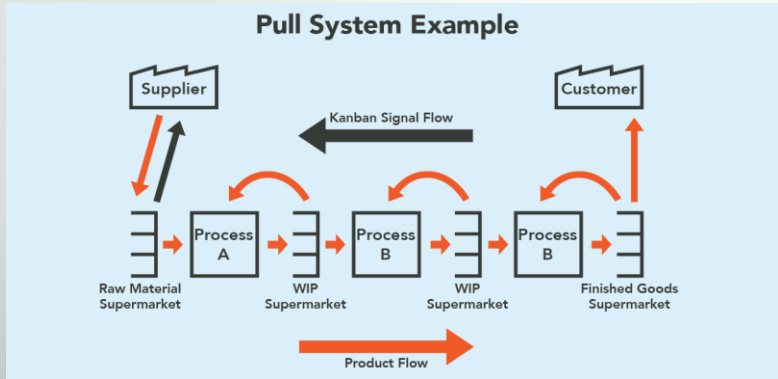 Pull System Example
Supplier
Customer
Kanban Signal Flow
Process
A
Process
B
Process
B
Raw Material
Supermarket
WIP
Supermarket
WIP
Supermarket
Finished Goods
Supermarket
Product Flow